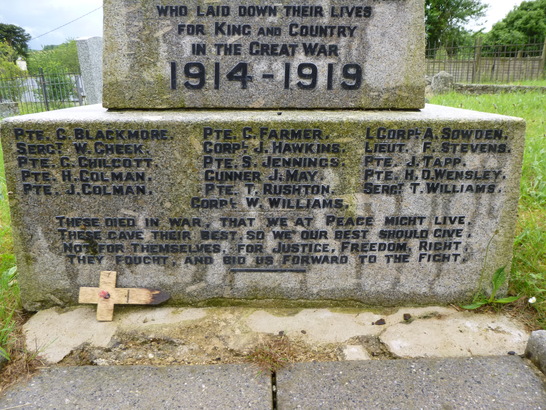 WHO LAID DOWN THEIR LIVES
FOR KING AND COUNTRY
IN THE GREAT WAR
1914-1919
PTE. G. BLACKMORE.
SERGT. W. CHEEK.
PTE. G. CHILCOTT.
PTE. H. COLMAN.
PTE. J. COLMAN.
PTE. C. FARMER.
CORPL. J. HAWKINS.
PTE. S. JENNINGS.
GUNNER J. MAY.
PTE. T. RUSHTON.
CORPL. W. WILLIAMS.
L. CORPL. A. SOWDEN.
LIEUT. F. STEVENS.
PTE. J. TAPP.
PTE. H. D. WENSLEY.
SERGT. T. WILLIAMS.
THESE DIED IN WAR, THAT WE AT PEACE MIGHT LIVE,
THESE GAVE THEIR BEST, SO WE OUR BEST SHOULD GIVE,
NOT FOR THEMSELVES, FOR JUSTICE, FREEDOM, RIGHT
THEY FOUGHT, AND BID US FORWARD TO THE FIGHT.